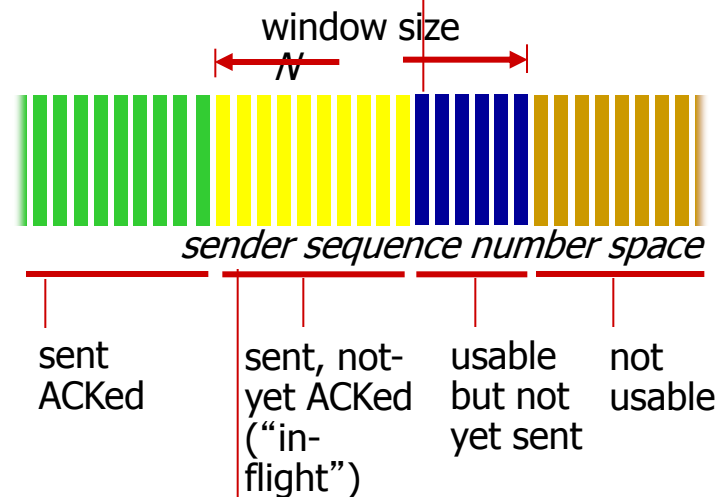 window size
N
sender sequence number space
sent
ACKed
sent, not-
yet ACKed
(“in-
flight”)
usable
but not
yet sent
not
usable